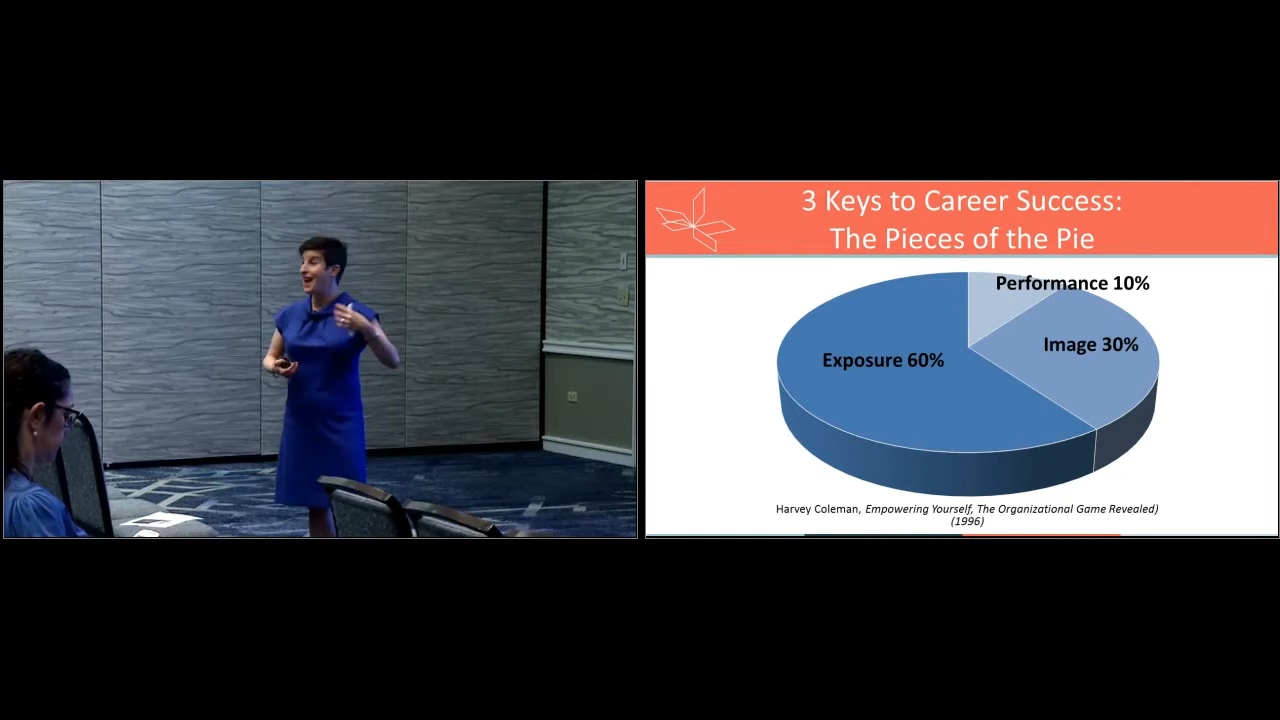 3 Keys to Career Success:
The Pieces of the Pie
Performance 10%
Image 30%
Exposure 60%
Harvey Coleman, Empowering Yourself, The Organizational Game Revealed)
(1996)